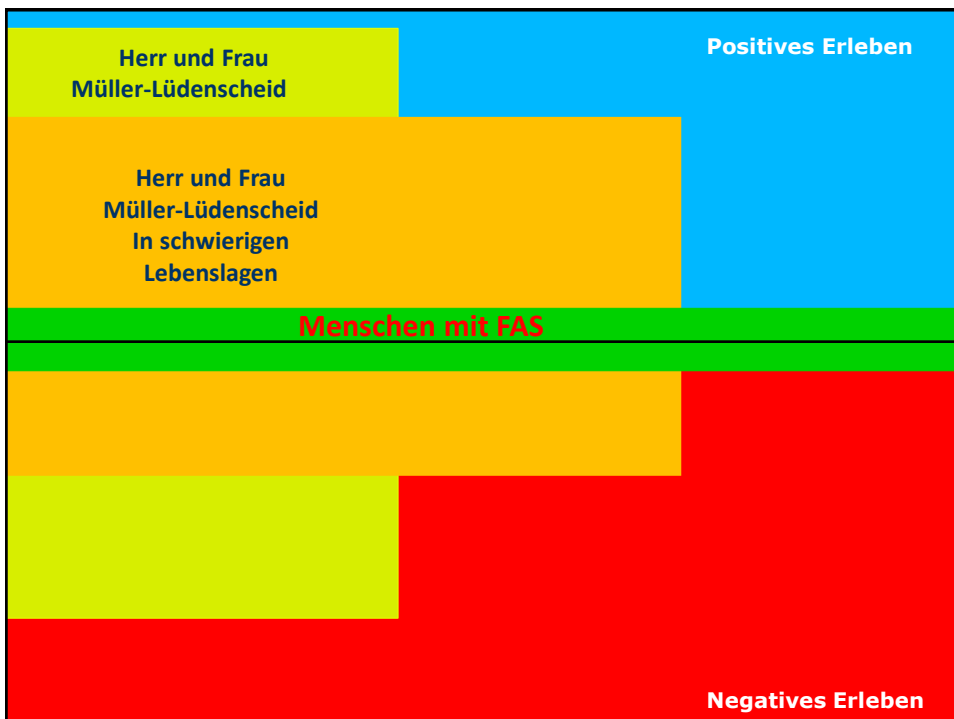 Positives Erleben
Herr und Frau
Müller-Lüdenscheid
Herr und Frau
Müller-Lüdenscheid
In schwierigen
Lebenslagen
Menschen mit FAS
Negatives Erleben